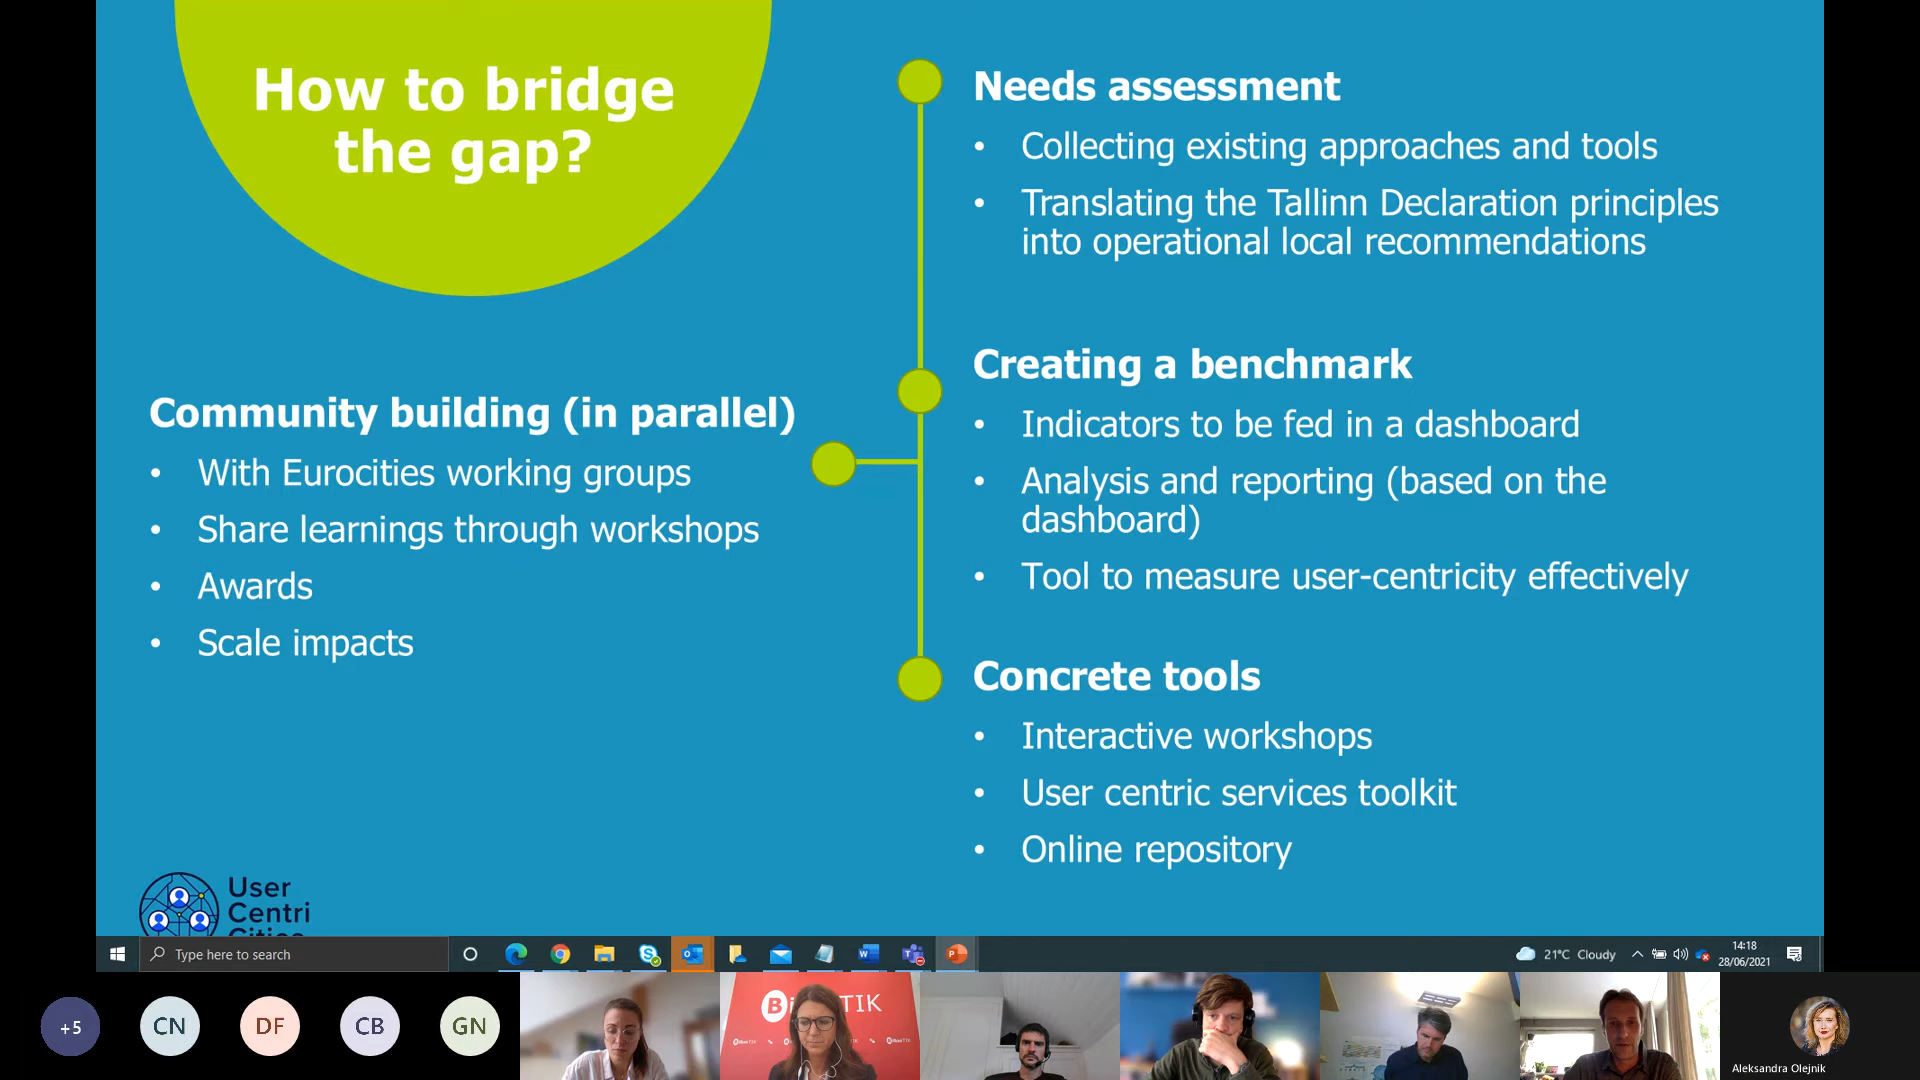 How to bridge
the gap?
Community building (in parallel)
• With Eurocities working groups
• Share learnings through workshops
• Awards
• Scale impacts
Needs assessment
• Collecting existing approaches and tools
• Translating the Tallinn Declaration principles
into operational local recommendations
Creating a benchmark
• Indicators to be fed in a dashboard
• Analysis and reporting (based on the
dashboard)
• Tool to measure user-centricity effectively
Concrete tools
• Interactive workshops
• User centric services toolkit
• Online repository
User
Centri
Cities
Type here to search
21°C Cloudy
14:18
28/06/2021
+5
CN
DF
CB
GN
TIK
Aleksandra Olejnik